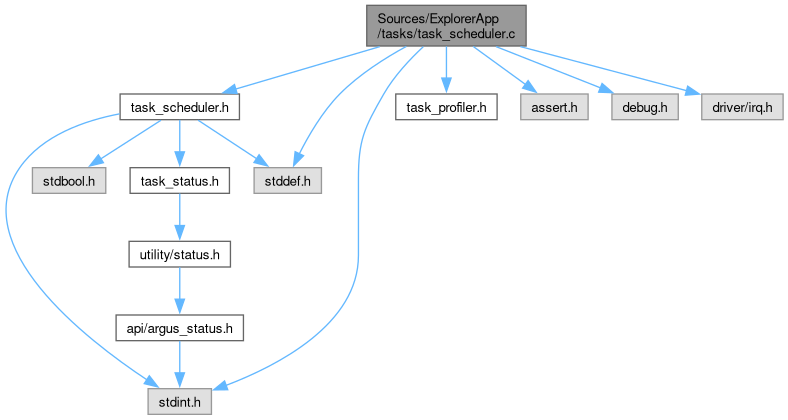 Sources/ExplorerApp
/tasks/task_scheduler.c
task_scheduler.h
task_profiler.h
assert.h
debug.h
driver/irq.h
stdbool.h
task_status.h
stddef.h
utility/status.h
api/argus_status.h
stdint.h